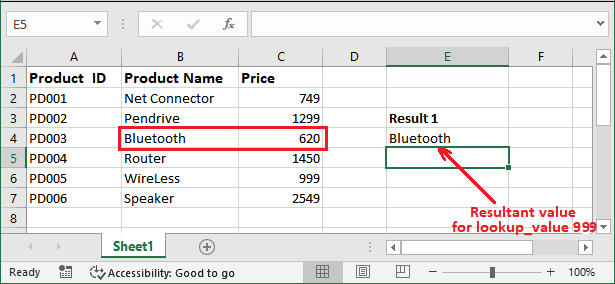 E5
fx
A B C D E F
1 Product ID Product Name Price
2 PD001 Net Connector 749
3 PD002 Pendrive 1299 Result 1
4 PD003 Bluetooth 620 Bluetooth
5 PD004 Router 1450
6 PD005 WireLess 999
7 PD006 Speaker 2549
8
Resultant value
for lookup_value 999
Sheet1
Ready Accessibility: Good to go 100%